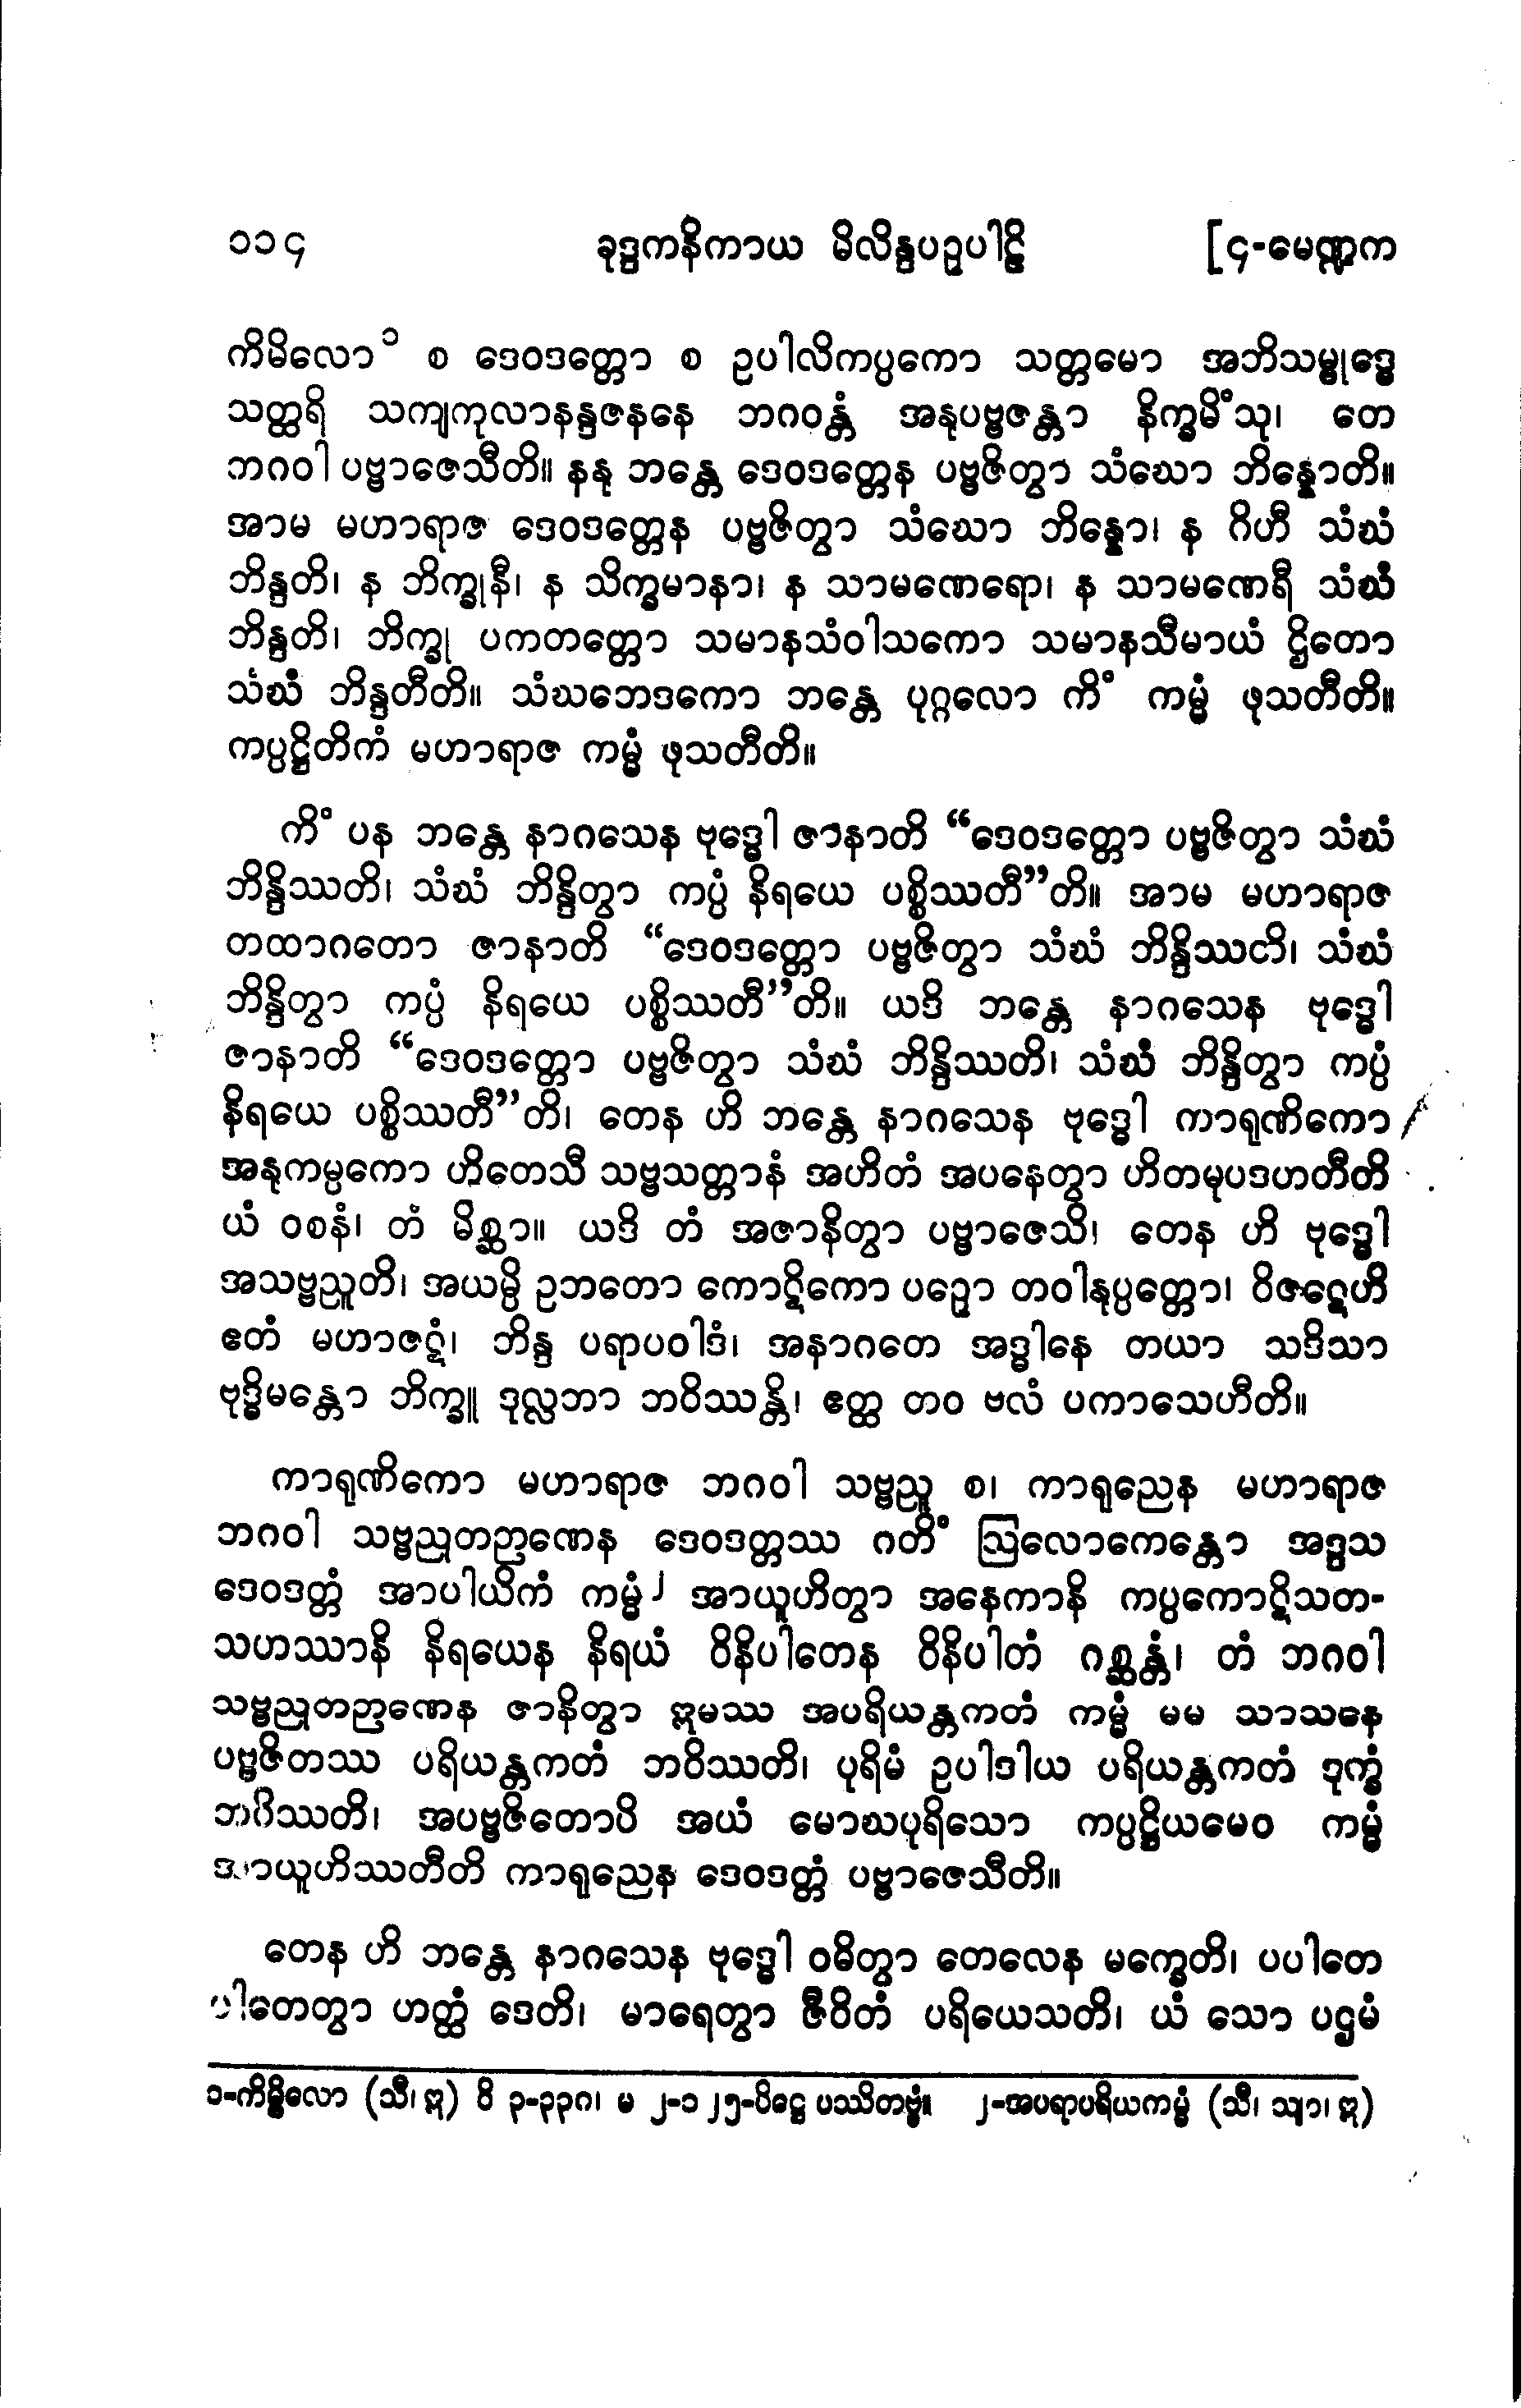 ၁၁၄ ခုဒ္ဒကနိကာယ မိလိန္ဒပဉှပါဠိ [၄-မေဏ္ဍက
ကိမိလော၁ စ ဒေဝဒတ္တော စ ဥပါလိကပ္ပကော သတ္တမော အဘိသမ္ဗုဒ္ဓေ
သတ္ထရိ သကျကုလာနန္ဒဇနနေ ဘဂဝန္တံ အနုပဗ္ဗဇန္တာ နိက္ခမိံသု၊ တေ
ဘဂဝါ ပဗ္ဗာဇေသီတိ။ နနု ဘန္တေ ဒေဝဒတ္တေန ပဗ္ဗဇိတွာ သံဃော ဘိန္နောတိ။
အာမ မဟာရာဇ ဒေဝဒတ္တေန ပဗ္ဗဇိတွာ သံဃော ဘိန္နော၊ န ဂိဟီ သံဃံ
ဘိန္ဒတိ၊ န ဘိက္ခုနီ၊ န သိက္ခမာနာ၊ န သာမဏေရော၊ န သာမဏေရီ သံဃံ
ဘိန္ဒတိ၊ ဘိက္ခု ပကတတ္တော သမာနသံဝါသကော သမာနသီမာယံ ဌိတော
သံဃံ ဘိန္ဒတီတိ။ သံဃဘေဒကော ဘန္တေ ပုဂ္ဂလော ကိံ ကမ္မံ ဖုသတီတိ။
ကပ္ပဋ္ဌိတိကံ မဟာရာဇ ကမ္မံ ဖုသတီတိ။
ကိံ ပန ဘန္တေ နာဂသေန ဗုဒ္ဓေါ ဇာနာတိ “ဒေဝဒတ္တော ပဗ္ဗဇိတွာ သံဃံ
ဘိန္ဒိဿတိ၊ သံဃံ ဘိန္ဒိတွာ ကပ္ပံ နိရယေ ပစ္စိဿတီ”တိ။ အာမ မဟာရာဇ
တထာဂတော ဇာနာတိ “ဒေဝဒတ္တော ပဗ္ဗဇိတွာ သံဃံ ဘိန္ဒိဿတိ၊ သံဃံ
ဘိန္ဒိတွာ ကပ္ပံ နိရယေ ပစ္စိဿတီ”တိ။ ယဒိ ဘန္တေ နာဂသေန ဗုဒ္ဓေါ
ဇာနာတိ “ဒေဝဒတ္တော ပဗ္ဗဇိတွာ သံဃံ ဘိန္ဒိဿတိ၊ သံဃံ ဘိန္ဒိတွာ ကပ္ပံ
နိရယေ ပစ္စိဿတီ”တိ၊ တေန ဟိ ဘန္တေ နာဂသေန ဗုဒ္ဓေါ ကာရုဏိကော
အနုကမ္ပကော ဟိတေသီ သဗ္ဗသတ္တာနံ အဟိတံ အပနေတွာ ဟိတမုပဒဟတီတိ
ယံ ဝစနံ၊ တံ မိစ္ဆာ။ ယဒိ တံ အဇာနိတွာ ပဗ္ဗာဇေသိ၊ တေန ဟိ ဗုဒ္ဓေါ
အသဗ္ဗညူတိ၊ အယမ္ပိ ဥဘတော ကောဋိကော ပဉှော တဝါနုပ္ပတ္တော၊ ဝိဇဋေဟိ
ဧတံ မဟာဇဋံ၊ ဘိန္ဒ ပရာပဝါဒံ၊ အနာဂတေ အဒ္ဓါနေ တယာ သဒိသာ
ဗုဒ္ဓိမန္တော ဘိက္ခူ ဒုလ္လဘာ ဘဝိဿန္တိ၊ ဧတ္ထ တဝ ဗလံ ပကာသေဟီတိ။
ကာရုဏိကော မဟာရာဇ ဘဂဝါ သဗ္ဗညူ စ၊ ကာရုညေန မဟာရာဇ
ဘဂဝါ သဗ္ဗညုတဉာဏေန ဒေဝဒတ္တဿ ဂတိံ ဩလောကေန္တော အဒ္ဒသ
ဒေဝဒတ္တံ အာပါယိကံ ကမ္မံ၂ အာယူဟိတွာ အနေကာနိ ကပ္ပကောဋိသတ-
သဟဿာနိ နိရယေန နိရယံ ဝိနိပါတေန ဝိနိပါတံ ဂစ္ဆန္တံ၊ တံ ဘဂဝါ
သဗ္ဗညုတဉာဏေန ဇာနိတွာ ဣမဿ အပရိယန္တကတံ ကမ္မံ မမ သာသနေ
ပဗ္ဗဇိတဿ ပရိယန္တကတံ ဘဝိဿတိ၊ ပုရိမံ ဥပါဒါယ ပရိယန္တကတံ ဒုက္ခံ
ဘဝိဿတိ၊ အပဗ္ဗဇိတောပိ အယံ မောဃပုရိသော ကပ္ပဋ္ဌိယမေဝ ကမ္မံ
အာယူဟိဿတီတိ ကာရုညေန ဒေဝဒတ္တံ ပဗ္ဗာဇေသီတိ။
တေန ဟိ ဘန္တေ နာဂသေန ဗုဒ္ဓေါ ဝဓိတွာ တေလေန မက္ခေတိ၊ ပပါတေ
ပါတေတွာ ဟတ္ထံ ဒေတိ၊ မာရေတွာ ဇီဝိတံ ပရိယေသတိ၊ ယံ သော ပဌမံ
၁-ကိမ္ဗိလော (သီ၊ ဣ) ဝိ ၃-၃၃၈၊ မ ၂-၁၂၅-ပိဋ္ဌေ ပဿိတဗ္ဗံ။ ၂-အပရာပရိယကမ္မံ (သီ၊ သျာ၊ ဣ)